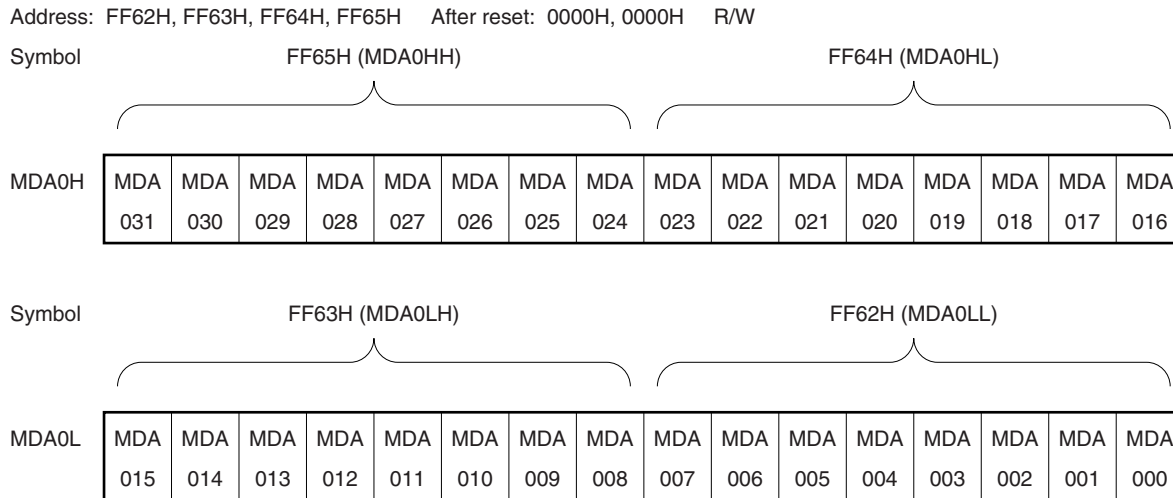 Address: FF62H, FF63H, FF64H, FF65H After reset: 0000H, 0000H R/W
Symbol FF65H (MDA0HH) FF64H (MDA0HL)
MDA0H MDA MDA MDA MDA MDA MDA MDA MDA MDA MDA MDA MDA MDA MDA MDA MDA
031 030 029 028 027 026 025 024 023 022 021 020 019 018 017 016
Symbol FF63H (MDA0LH) FF62H (MDA0LL)
MDA0L MDA MDA MDA MDA MDA MDA MDA MDA MDA MDA MDA MDA MDA MDA MDA MDA
015 014 013 012 011 010 009 008 007 006 005 004 003 002 001 000